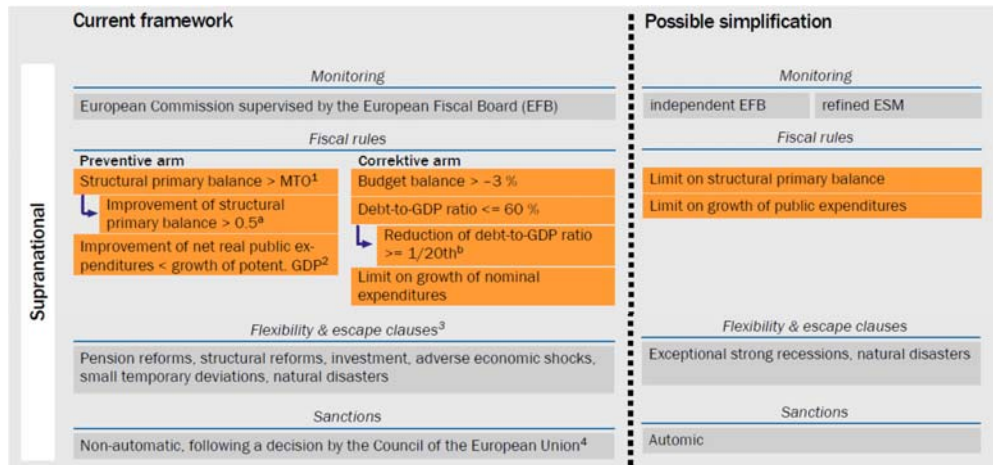 Current framework
Possible simplification
Supranational
Monitoring
European Commission supervised by the European Fiscal Board (EFB)
Fiscal rules
Preventive arm
Structural primary balance > MTO¹
Improvement of structural
primary balance > 0.5ᵃ
Improvement of net real public ex-
penditures < growth of potent. GDP²
Correktive arm
Budget balance > –3 %
Debt-to-GDP ratio <= 60 %
Reduction of debt-to-GDP ratio
>= 1/20thᵇ
Limit on growth of nominal
expenditures
Flexibility & escape clauses³
Pension reforms, structural reforms, investment, adverse economic shocks,
small temporary deviations, natural disasters
Sanctions
Non-automatic, following a decision by the Council of the European Union⁴
Monitoring
independent EFB
refined ESM
Fiscal rules
Limit on structural primary balance
Limit on growth of public expenditures
Flexibility & escape clauses
Exceptional strong recessions, natural disasters
Sanctions
Automic